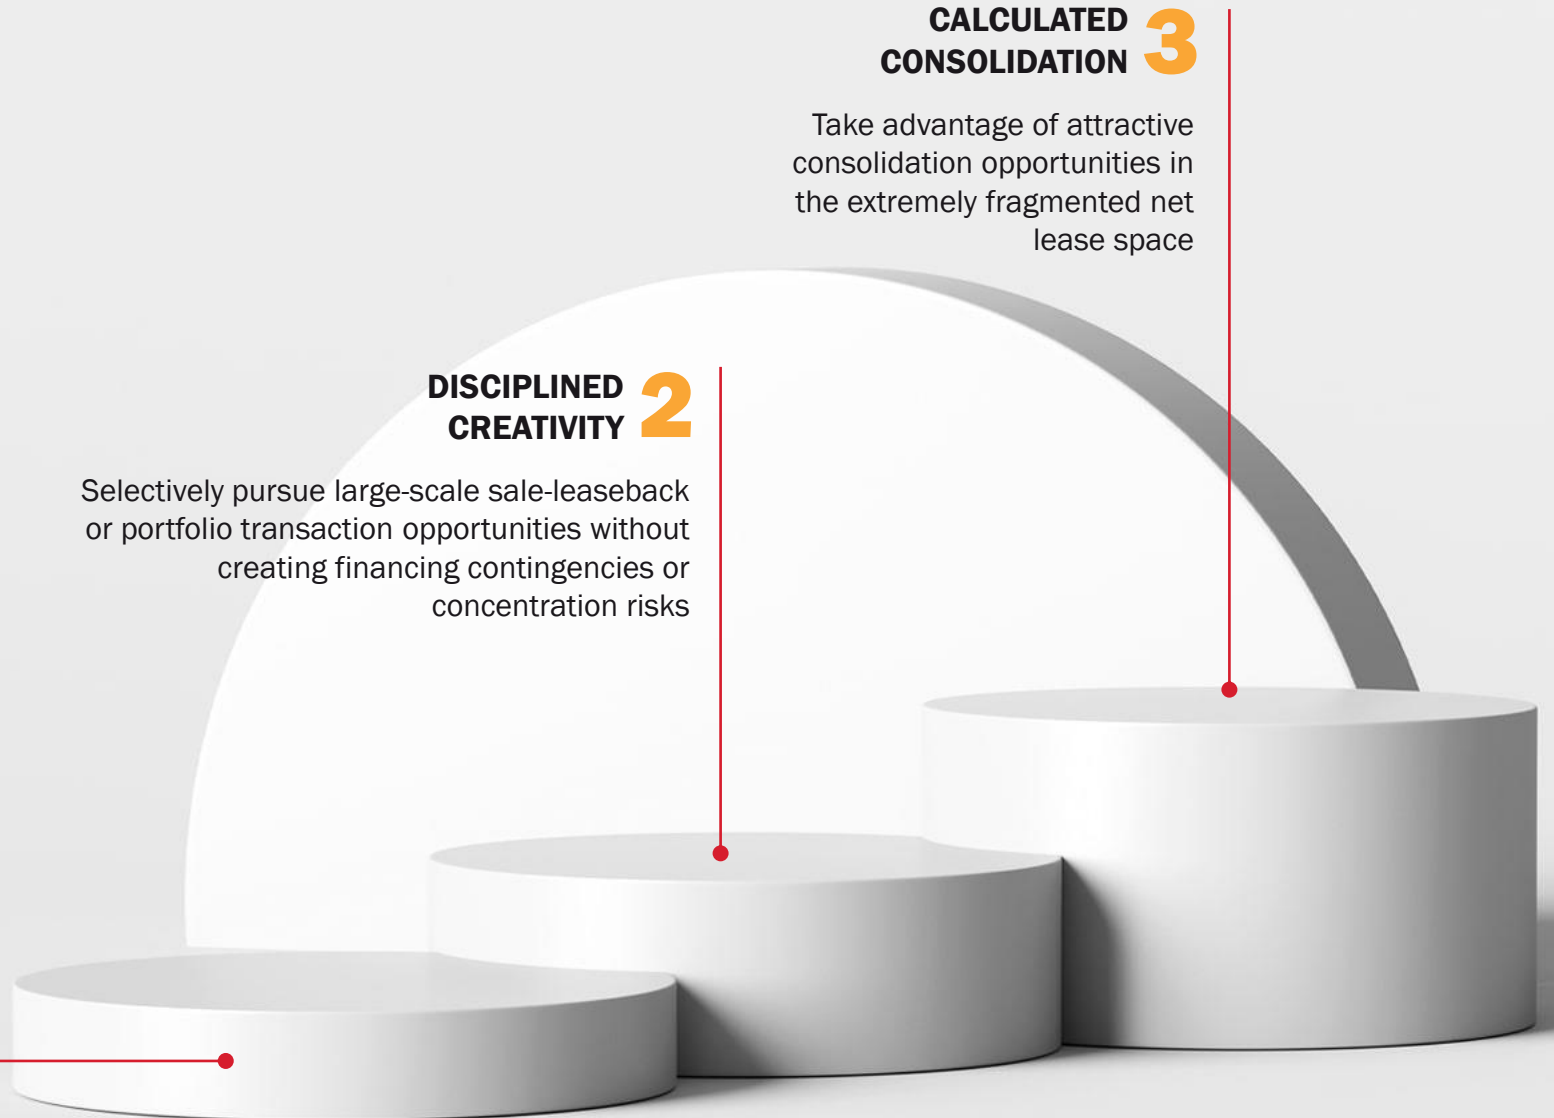 CALCULATED
CONSOLIDATION
3
Take advantage of attractive
consolidation opportunities in
the extremely fragmented net
lease space
DISCIPLINED
CREATIVITY
2
Selectively pursue large-scale sale-leaseback
or portfolio transaction opportunities without
creating financing contingencies or
concentration risks